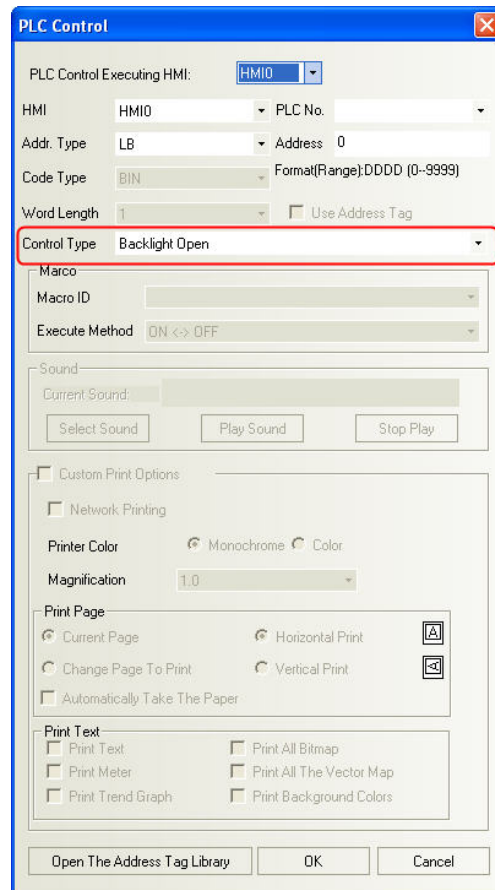 PLC Control
PLC Control Executing HMI: HMI0
HMI HMI0 PLC No.
Addr. Type LB Address 0
Code Type BIN Format(Range):DDDD (0--9999)
Word Length 1 Use Address Tag
Control Type Backlight Open
Marco
Macro ID
Execute Method ON <-> OFF
Sound
Current Sound:
Select Sound Play Sound Stop Play
Custom Print Options
Network Printing
Printer Color Monochrome Color
Magnification 1.0
Print Page
Current Page Horizontal Print A
Change Page To Print Vertical Print A
Automatically Take The Paper
Print Text
Print Text Print All Bitmap
Print Meter Print All The Vector Map
Print Trend Graph Print Background Colors
Open The Address Tag Library OK Cancel